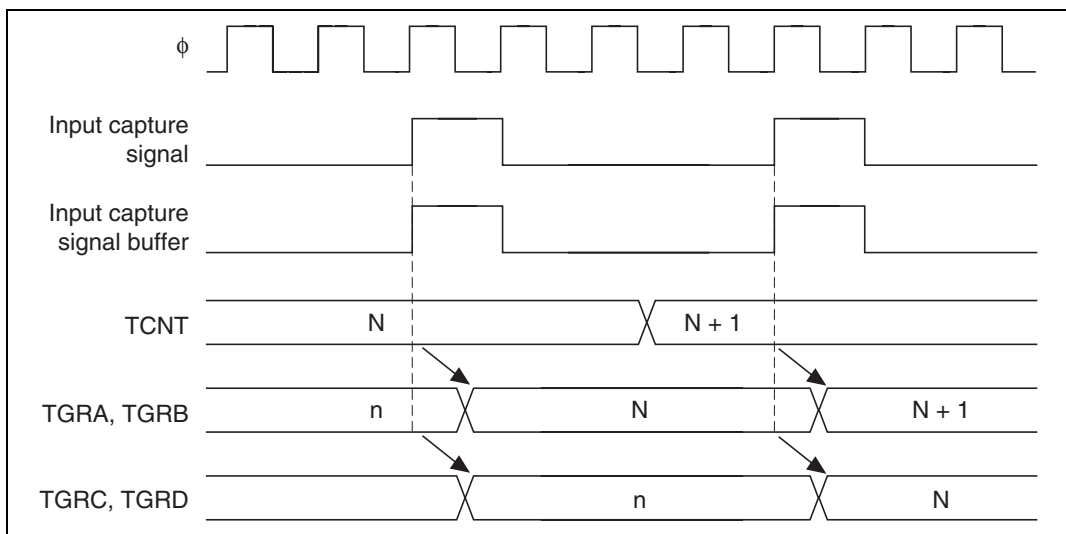 ϕ
Input capture
signal
Input capture
signal buffer
TCNT
N
N + 1
TGRA, TGRB
n
N
N + 1
TGRC, TGRD
n
N